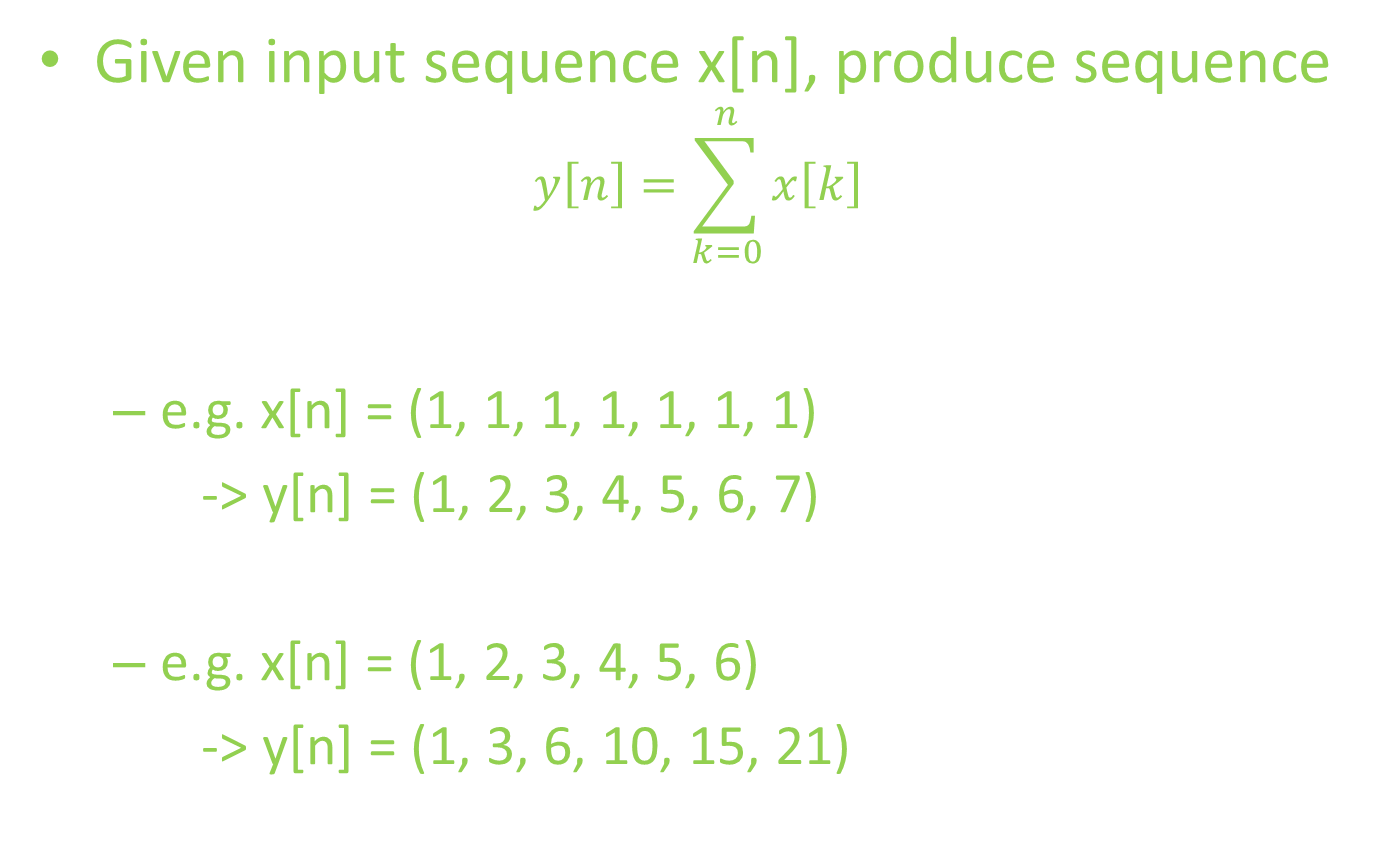 • Given input sequence x[n], produce sequence
y[n] = \sum_{k=0}^{n} x[k]
– e.g. x[n] = (1, 1, 1, 1, 1, 1, 1)
-> y[n] = (1, 2, 3, 4, 5, 6, 7)
– e.g. x[n] = (1, 2, 3, 4, 5, 6)
-> y[n] = (1, 3, 6, 10, 15, 21)